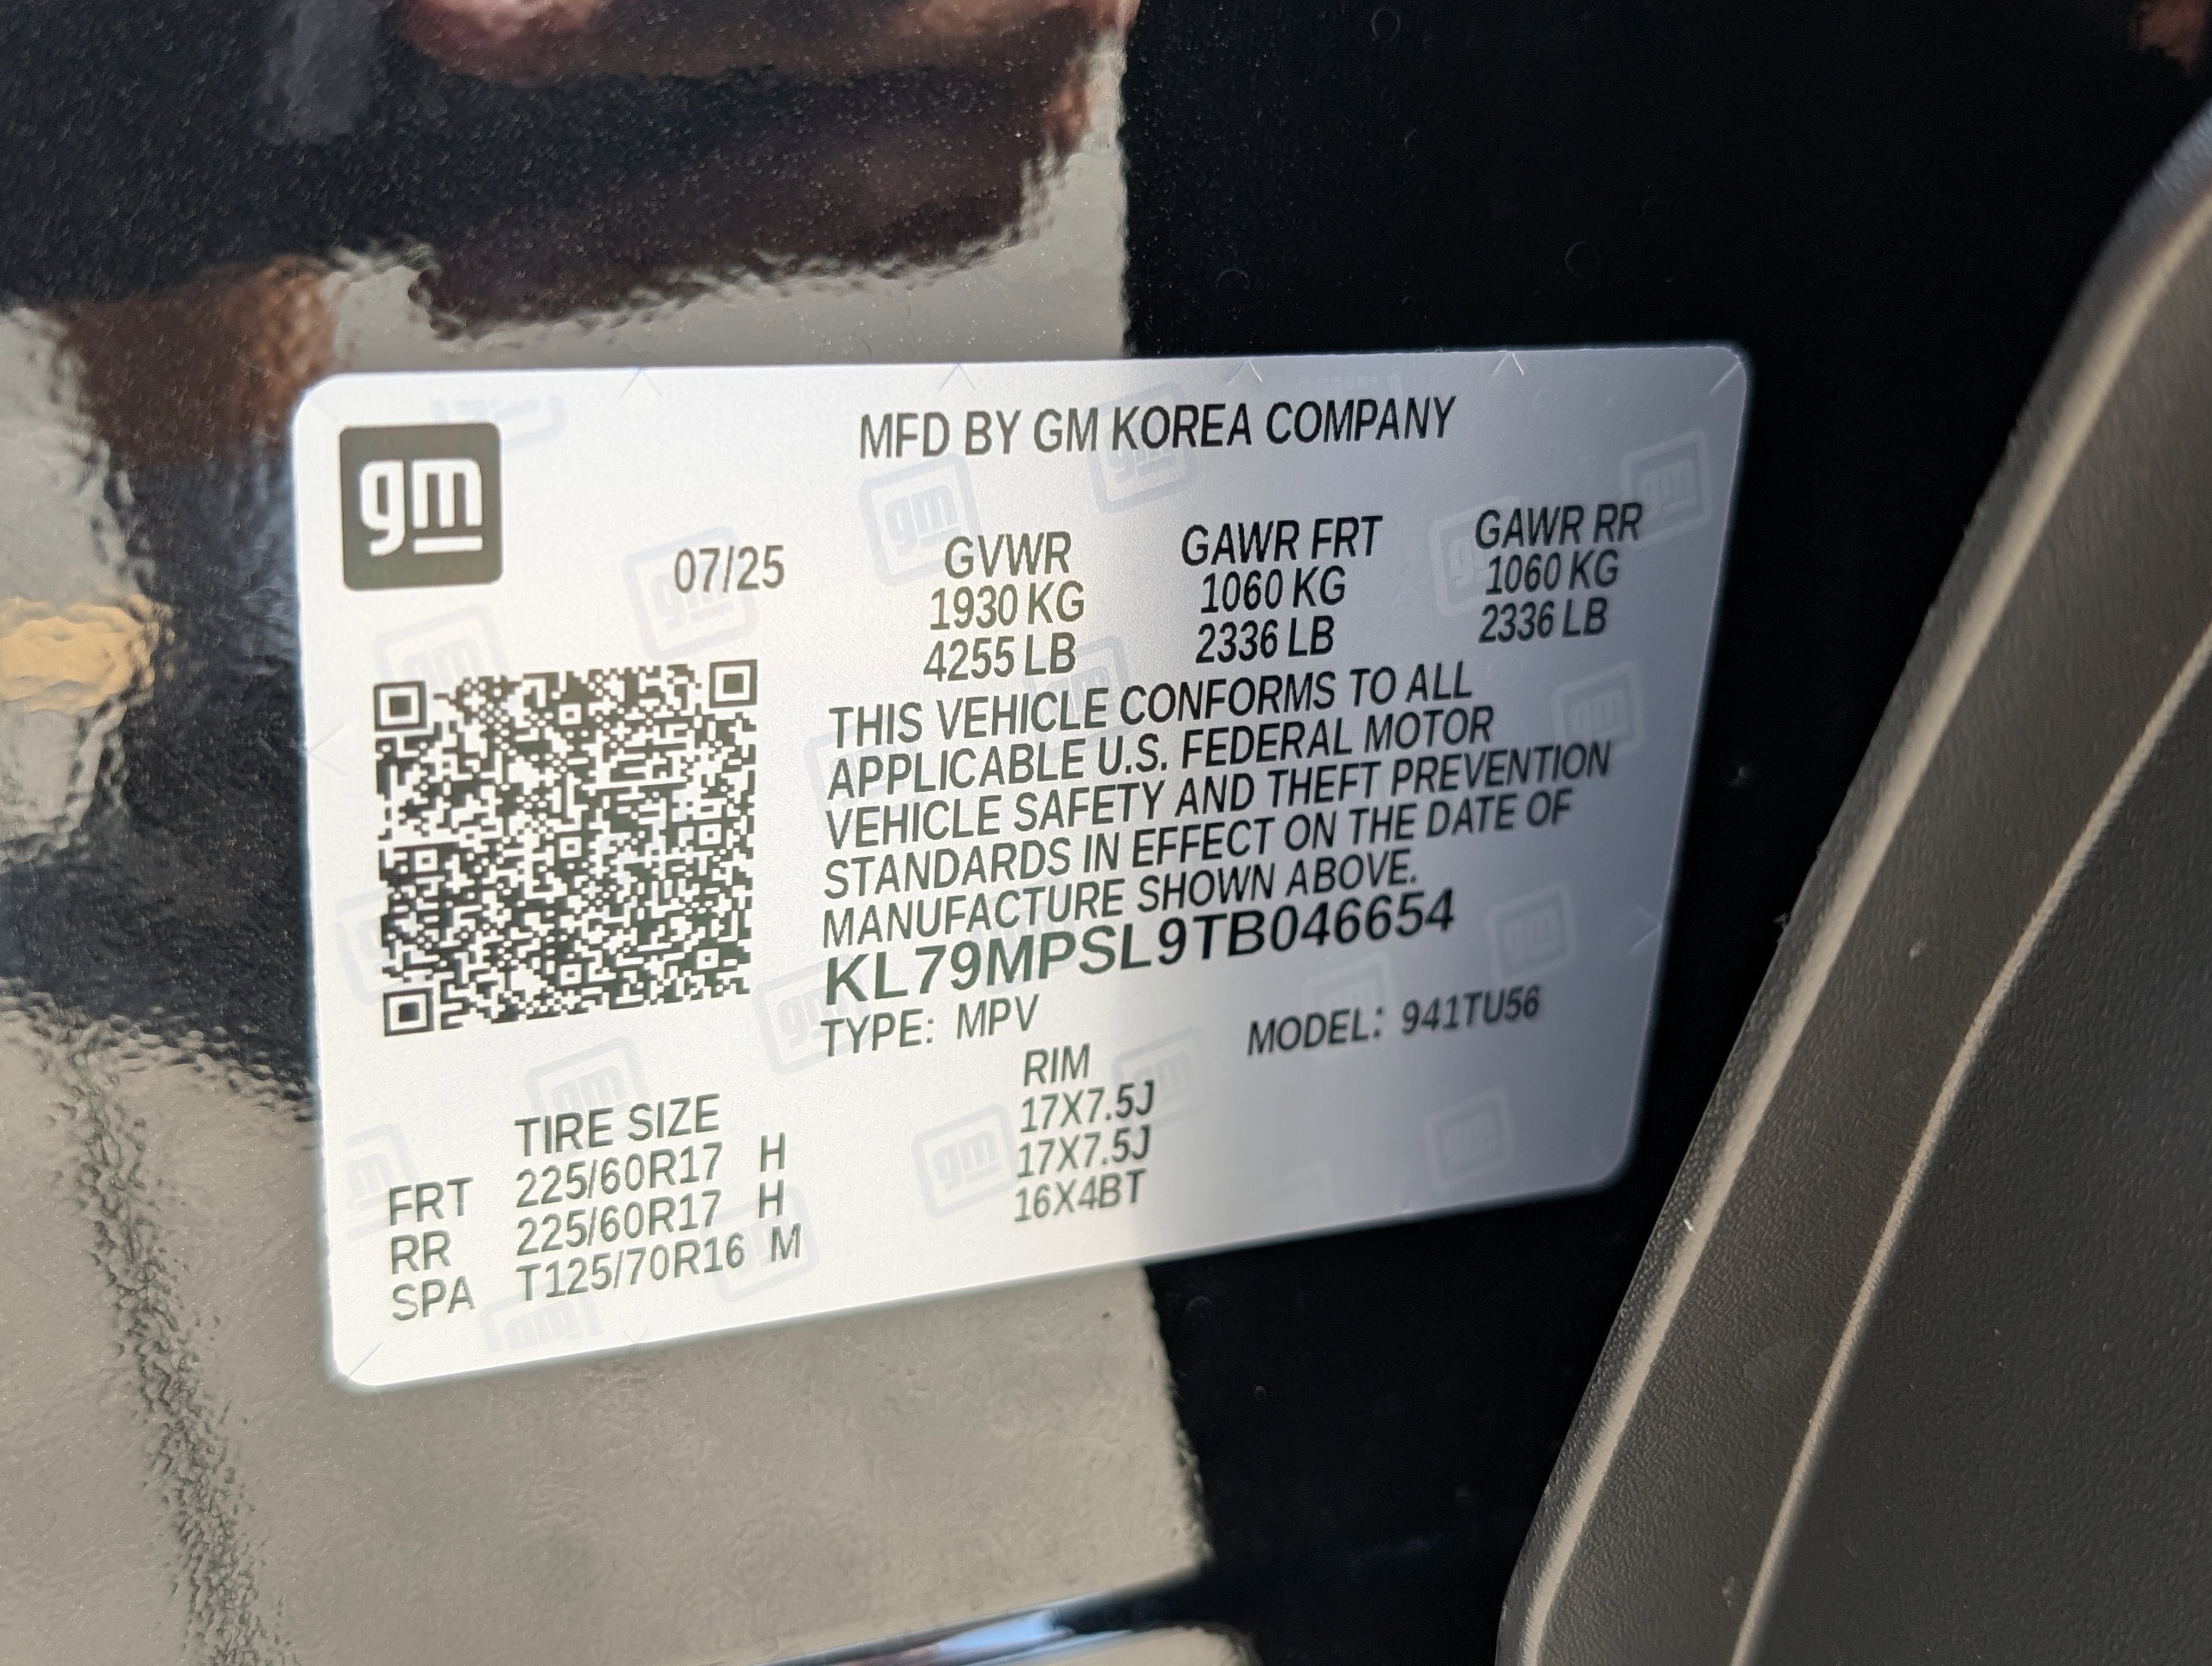 gm
MFD BY GM KOREA COMPANY
07/25
GVWR GAWR FRT GAWR RR
1930 KG 1060 KG 1060 KG
4255 LB 2336 LB 2336 LB
THIS VEHICLE CONFORMS TO ALL
APPLICABLE U.S. FEDERAL MOTOR
VEHICLE SAFETY AND THEFT PREVENTION
STANDARDS IN EFFECT ON THE DATE OF
MANUFACTURE SHOWN ABOVE.
KL79MPSL9TB046654
TYPE: MPV MODEL: 941TU56
TIRE SIZE RIM
FRT 225/60R17 H 17X7.5J
RR 225/60R17 H 17X7.5J
SPA T125/70R16 M 16X4BT